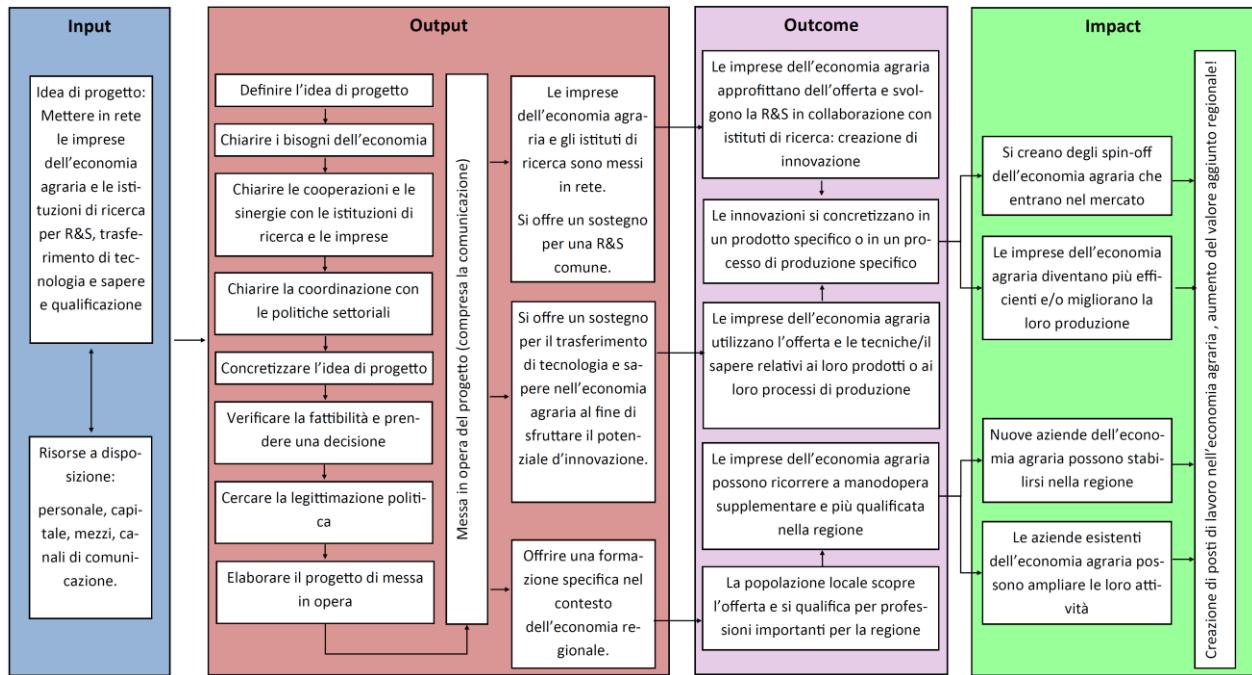 Input
Idea di progetto:
Mettere in rete
le imprese
dell’economia
agraria e le isti-
tuzioni di ricerca
per R&S, trasfe-
rimento di tec-
nologia e sapere
e qualificazione
Risorse a dispo-
sizione:
personale, capi-
tale, mezzi, ca-
nali di comuni-
cazione.
Output
Definire l’idea di progetto
Chiarire i bisogni dell’economia
Chiarire le cooperazioni e le
sinergie con le istituzioni di
ricerca e le imprese
Chiarire la coordinazione con
le politiche settoriali
Concretizzare l’idea di progetto
Verificare la fattibilità e pren-
dere una decisione
Cercare la legittimazione politi-
ca
Elaborare il progetto di messa
in opera
Messa in opera del progetto (compresa la comunicazione)
Le imprese
dell’economia agra-
ria e gli istituti di
ricerca sono messi
in rete.
Si offre un sostegno
per una R&S
comune.
Si offre un sostegno
per il trasferimento
di tecnologia e sa-
pere nell’economia
agraria al fine di
sfruttare il poten-
ziale d’innovazione.
Offrire una forma-
zione specifica nel
contesto
dell’economia re-
gionale.
Outcome
Le imprese dell’economia agraria
approfittano dell’offerta e svol-
gono la R&S in collaborazione con
istituti di ricerca: creazione di
innovazione
Le innovazioni si concretizzano in
un prodotto specifico o in un pro-
cesso di produzione specifico
Le imprese dell’economia agraria
utilizzano l’offerta e le tecniche/il
sapere relativi ai loro prodotti o ai
loro processi di produzione
Le imprese dell’economia agraria
possono ricorrere a manodopera
supplementare e più qualificata
nella regione
La popolazione locale scopre
l’offerta e si qualifica per profes-
sioni importanti per la regione
Impact
Si creano degli spin-off
dell’economia agraria che
entrano nel mercato
Le imprese dell’economia
agraria diventano più effi-
cienti e/o migliorano la
loro produzione
Nuove aziende dell’econo-
mia agraria possono stabi-
lirsi nella regione
Le aziende esistenti
dell’economia agraria pos-
sono ampliare le loro atti-
vità
Creazione di posti di lavoro nell’economia agraria , aumento del valore aggiunto regionale!